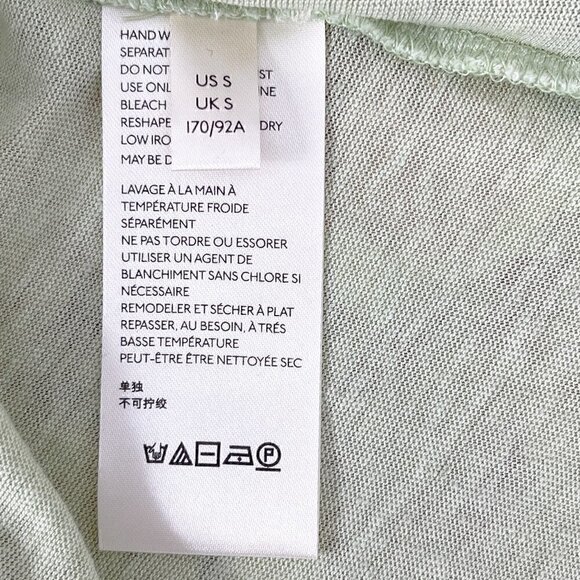 HAND W
SEPARAT
DO NOT ST
USE ONL NE
BLEACH
RESHAPE DRY
LOW IRO
MAY BE D
US S
UK S
170/92A
LAVAGE À LA MAIN À
TEMPÉRATURE FROIDE
SÉPARÉMENT
NE PAS TORDRE OU ESSORER
UTILISER UN AGENT DE
BLANCHIMENT SANS CHLORE SI
NÉCESSAIRE
REMODELER ET SÉCHER À PLAT
REPASSER, AU BESOIN, À TRÉS
BASSE TEMPÉRATURE
PEUT-ÊTRE ÊTRE NETTOYÉE SEC
单独
不可拧绞
P